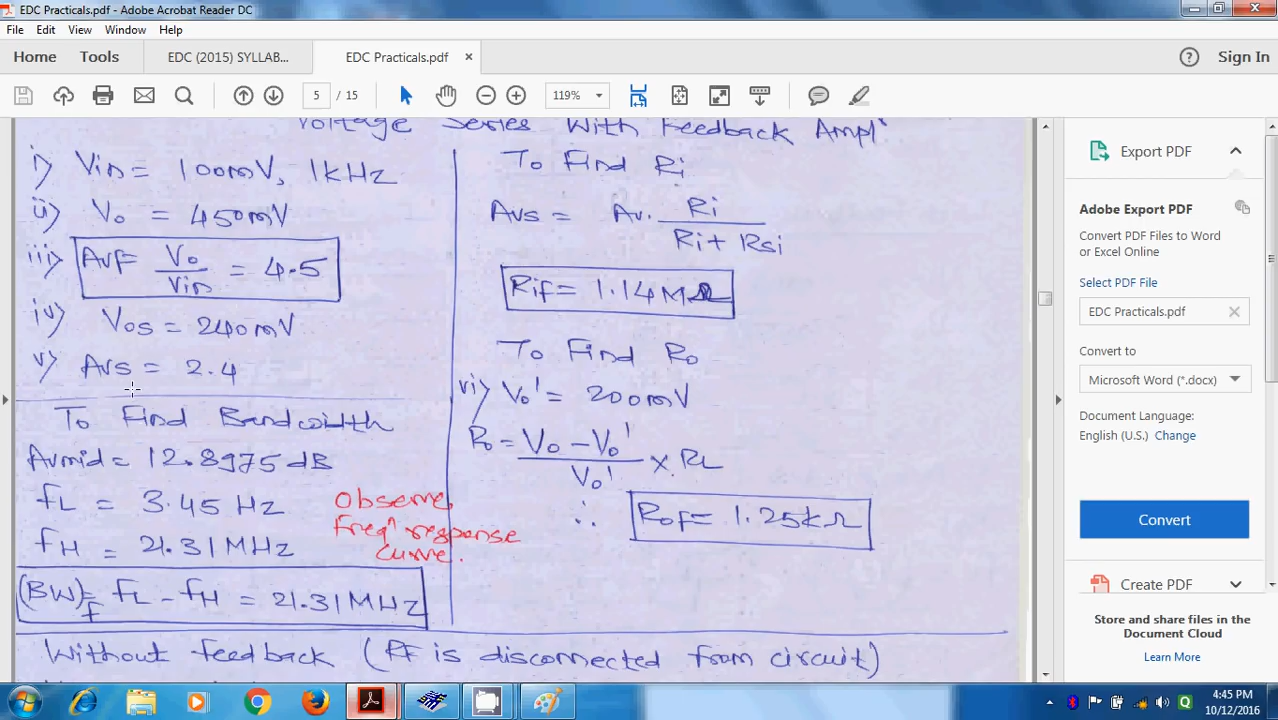 EDC Practicals.pdf - Adobe Acrobat Reader DC
File Edit View Window Help
Home Tools EDC (2015) SYLLAB... EDC Practicals.pdf × Sign In
5 / 15 119%
Voltage Series With Feedback Ampl^r
i) Vin = 100mV, 1kHz
ii) Vo = 450mV
iii) Avf = Vo / Vin = 4.5
iv) Vos = 240mV
v) Avs = 2.4
To Find Bandwidth
Avmid = 12.8975 dB
fL = 3.45 Hz
fH = 21.31 MHz
Observe
Freqⁿ response
curve.
(BW)f = fL - fH = 21.31 MHz
To Find Ri
Avs = Av. Ri / Ri + Rsi
Rif = 1.14 MΩ
To Find Ro
vi) Vo' = 200mV
Ro = Vo - Vo' / Vo' × RL
∴ Rof = 1.25kΩ
Without feedback (RF is disconnected from circuit)
Export PDF
Adobe Export PDF
Convert PDF Files to Word
or Excel Online
Select PDF File
EDC Practicals.pdf ×
Convert to
Microsoft Word (*.docx)
Document Language:
English (U.S.) Change
Convert
Create PDF
Store and share files in the
Document Cloud
Learn More
4:45 PM
10/12/2016